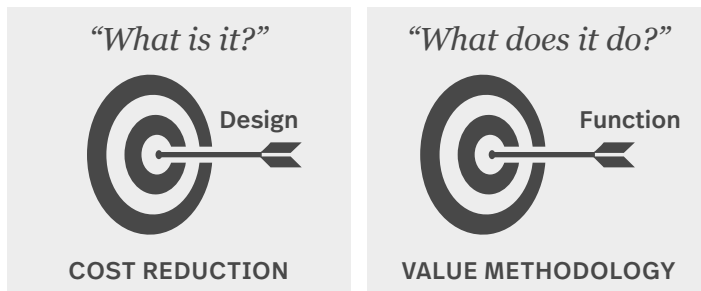 “What is it?”
Design
COST REDUCTION
“What does it do?”
Function
VALUE METHODOLOGY